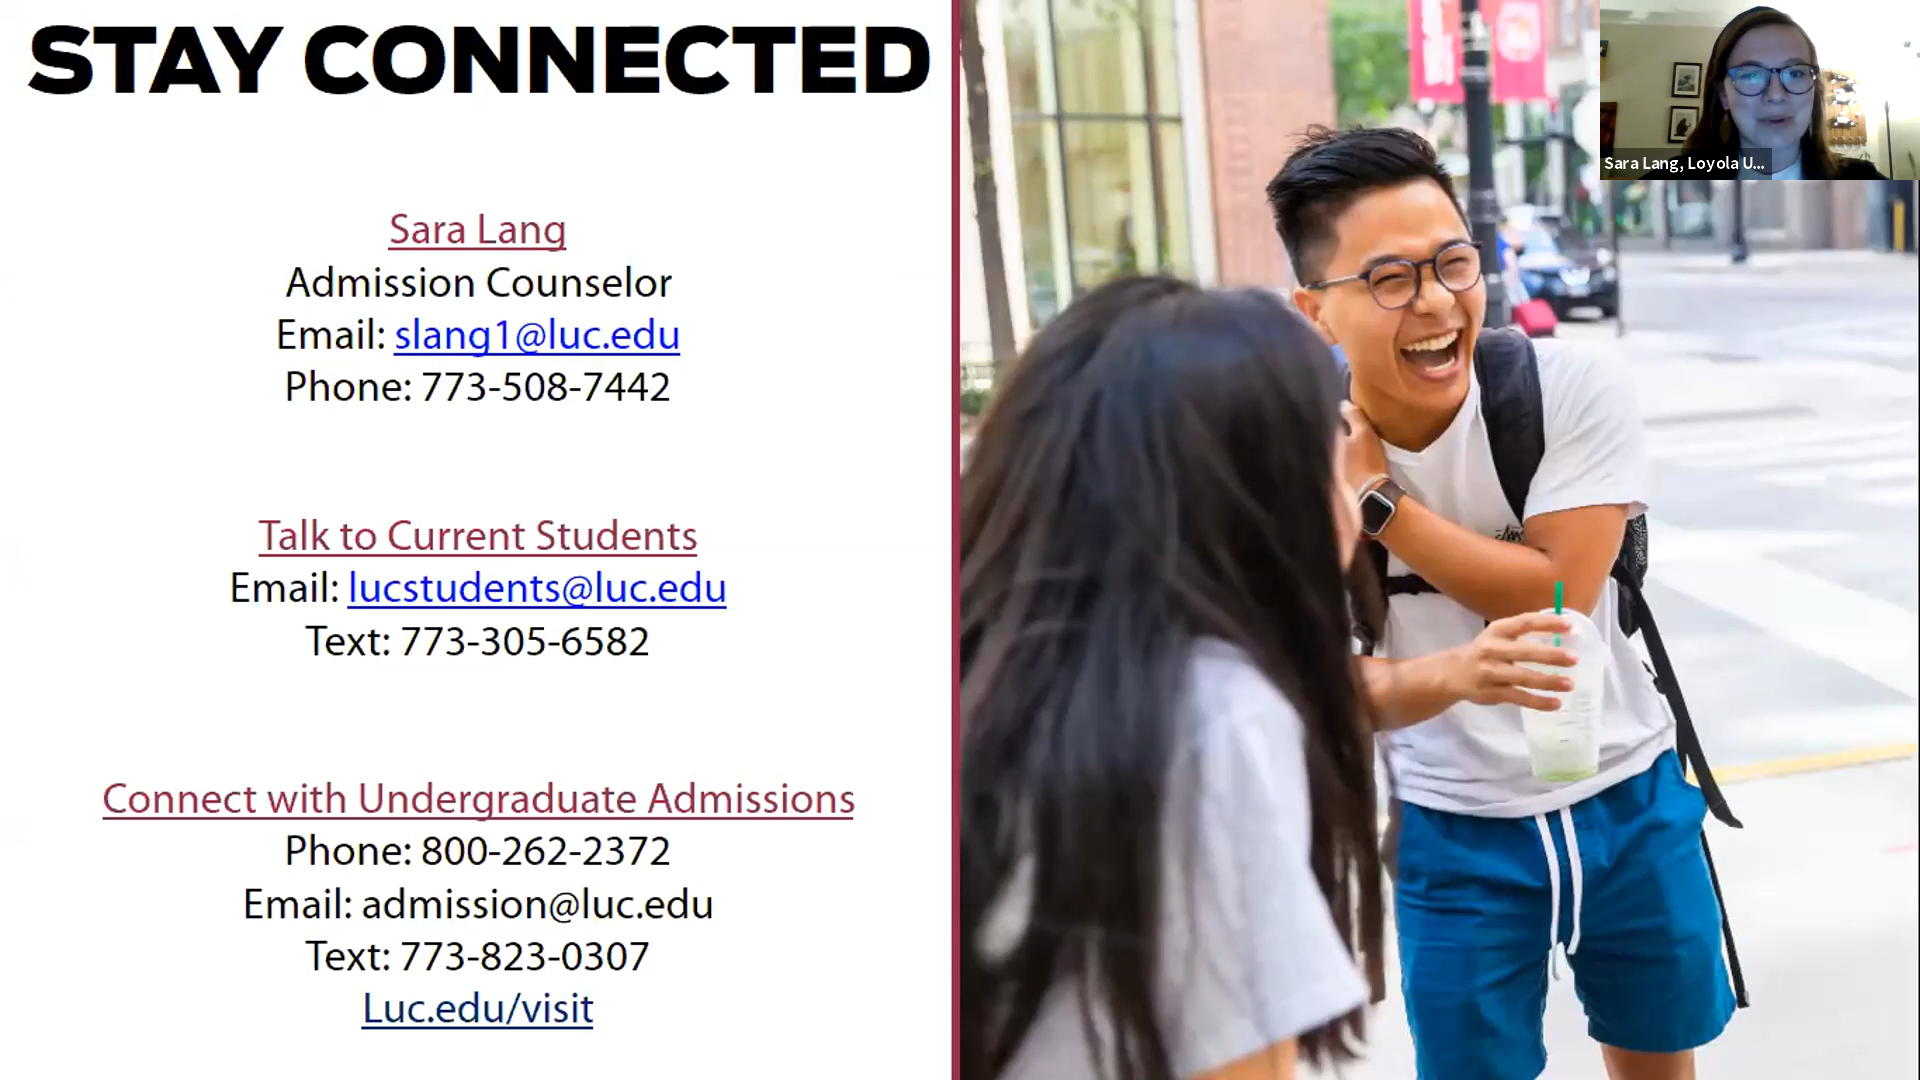 STAY CONNECTED
Sara Lang
Admission Counselor
Email: slang1@luc.edu
Phone: 773-508-7442
Talk to Current Students
Email: lucstudents@luc.edu
Text: 773-305-6582
Connect with Undergraduate Admissions
Phone: 800-262-2372
Email: admission@luc.edu
Text: 773-823-0307
Luc.edu/visit
Sara Lang, Loyola U...